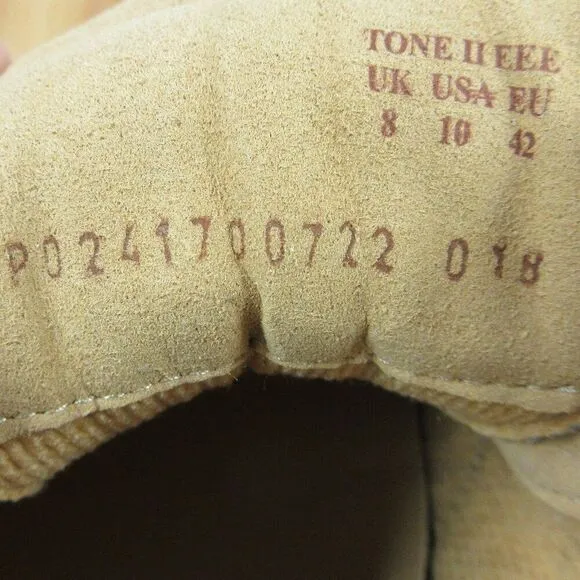 TONE II EEE
UK USA EU
8 10 42
P0241700722 018